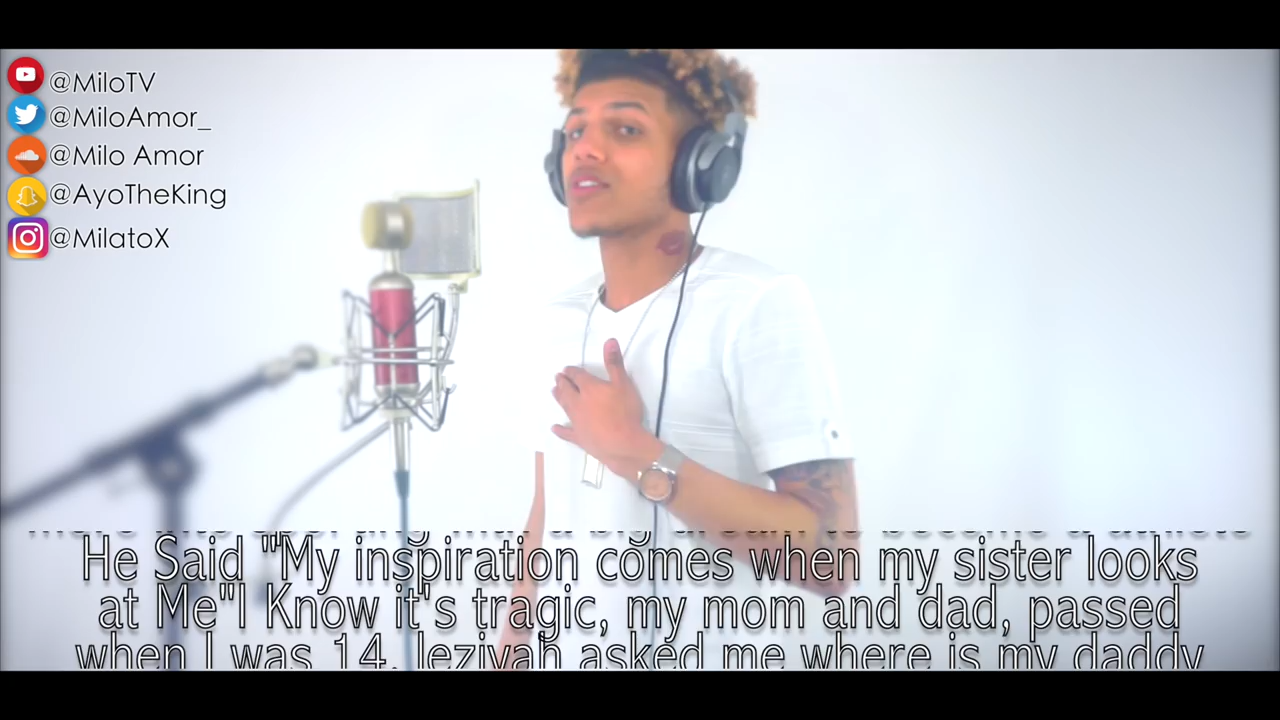 @MiloTV
@MiloAmor_
@Milo Amor
@AyoTheKing
@MilatoX
He Said "My inspiration comes when my sister looks
at Me"I Know it's tragic, my mom and dad, passed
when I was 14, Jeziyah asked me where is my daddy